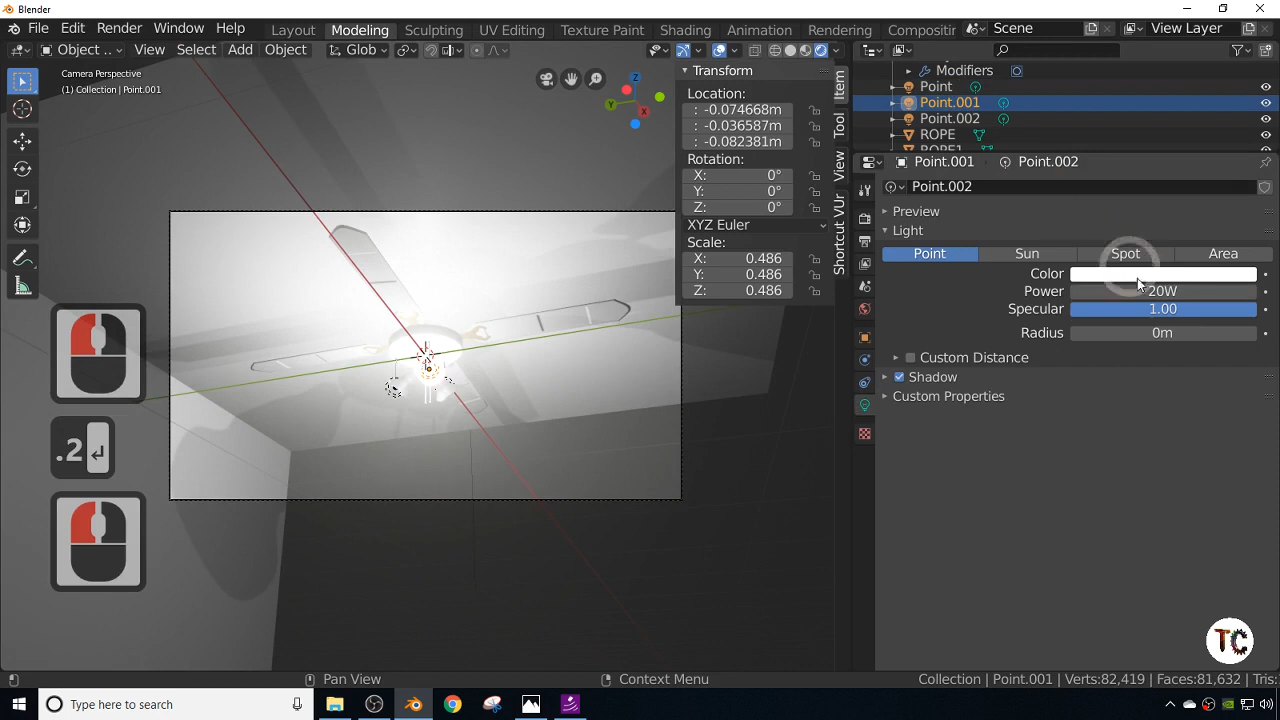 Blender
File Edit Render Window Help Layout Modeling Sculpting UV Editing Texture Paint Shading Animation Rendering Compositin Scene View Layer
Object .. View Select Add Object Glob
Camera Perspective
(1) Collection | Point.001
Transform
Location:
: -0.074668m
: -0.036587m
: -0.082381m
Rotation:
X: 0°
Y: 0°
Z: 0°
XYZ Euler
Scale:
X: 0.486
Y: 0.486
Z: 0.486
Item
Tool
View
Shortcut VUr
Z
Y
X
Modifiers
Point
Point.001
Point.002
ROPE
ROPE1
Point.001 Point.002
Point.002
Preview
Light
Point Sun Spot Area
Color
Power 20W
Specular 1.00
Radius 0m
Custom Distance
Shadow
Custom Properties
.2
TC
Pan View Context Menu Collection | Point.001 | Verts:82,419 | Faces:81,632 | Tris:
Type here to search